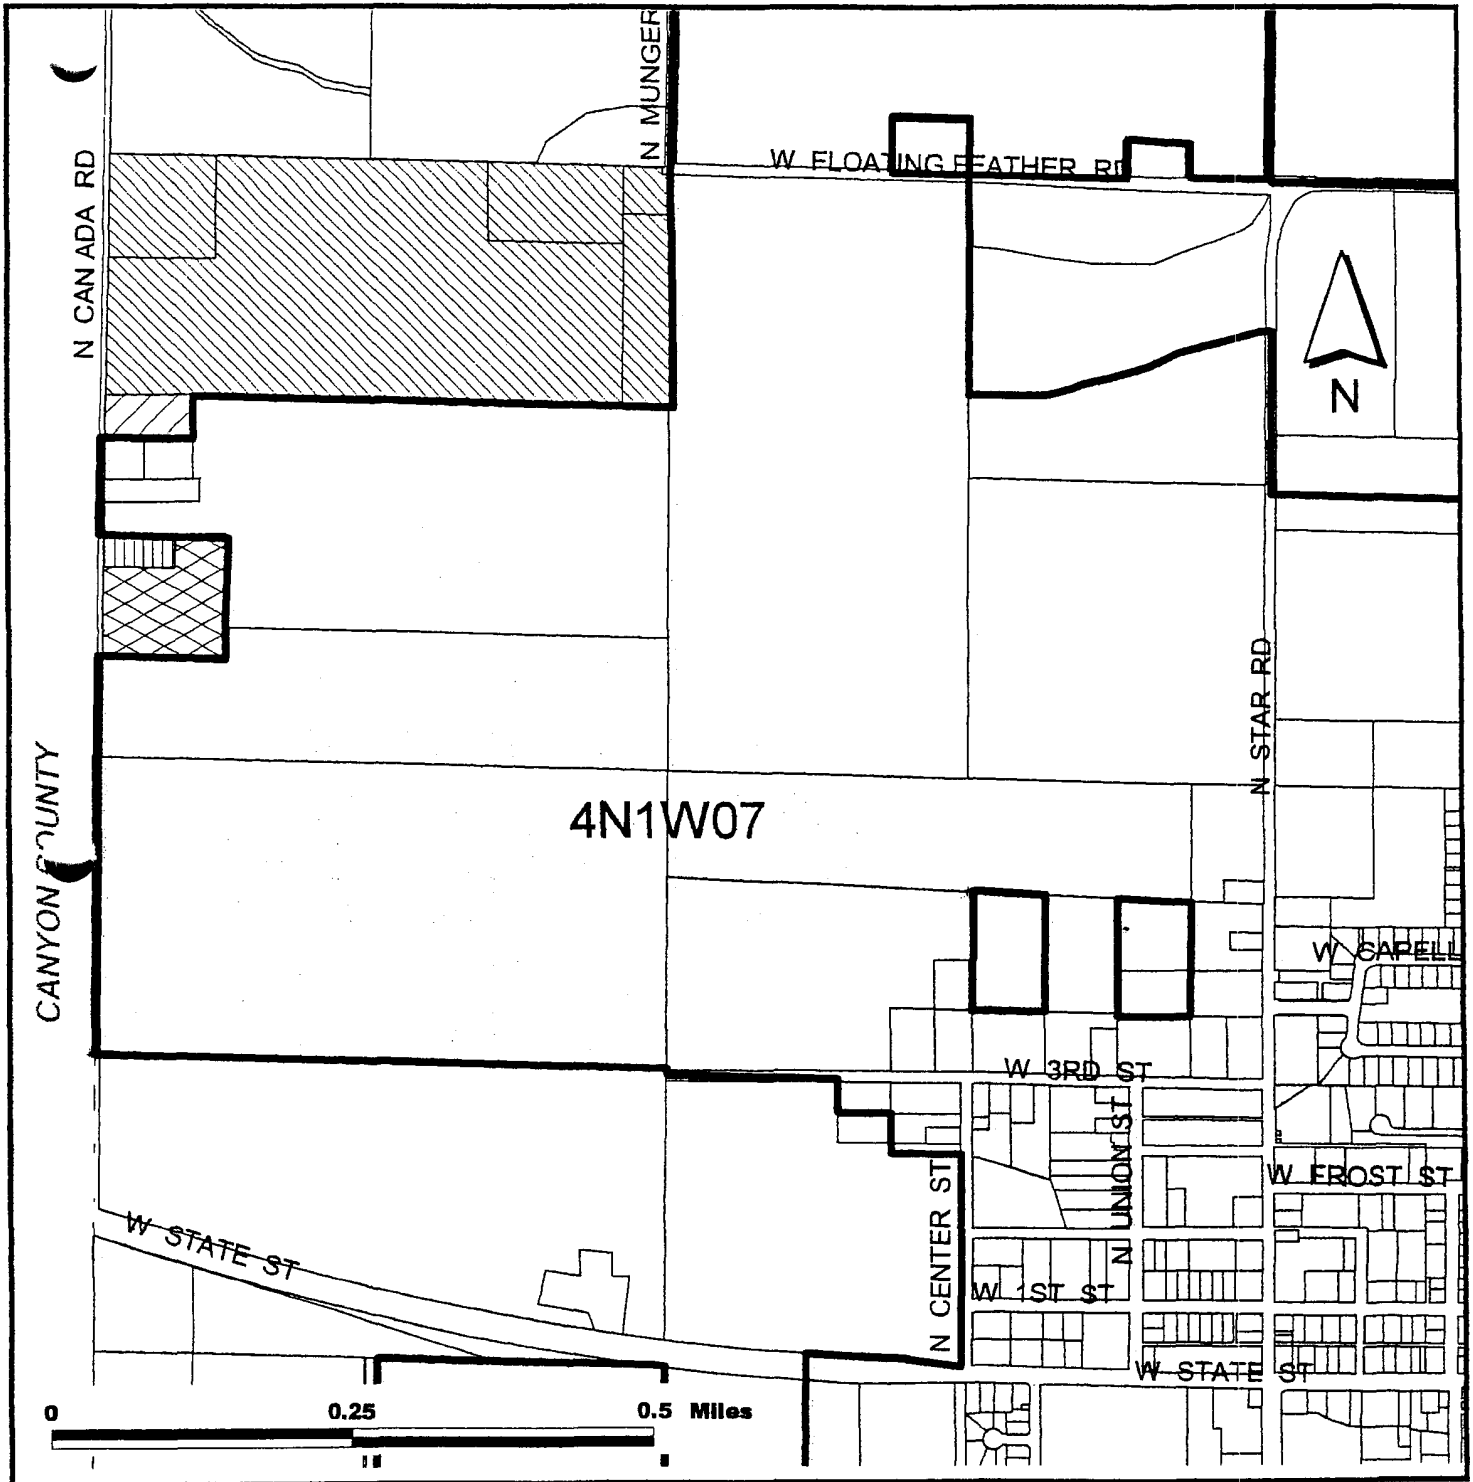 N MUNGER
W FLOATING FEATHER RD
N CANADA RD
N
N STAR RD
4N1W07
CANYON COUNTY
W CAPELL
W 3RD ST
N UNION ST
W FROST ST
N CENTER ST
W STATE ST
W 1ST ST
W STATE ST
0 0.25 0.5 Miles